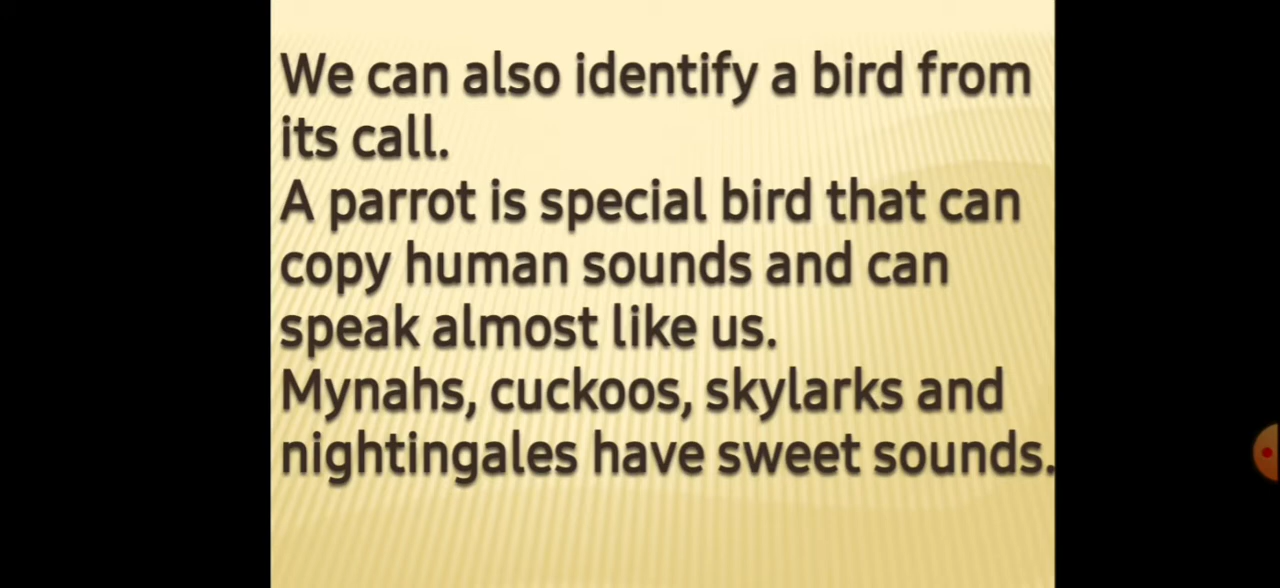 We can also identify a bird from
its call.
A parrot is special bird that can
copy human sounds and can
speak almost like us.
Mynahs, cuckoos, skylarks and
nightingales have sweet sounds.